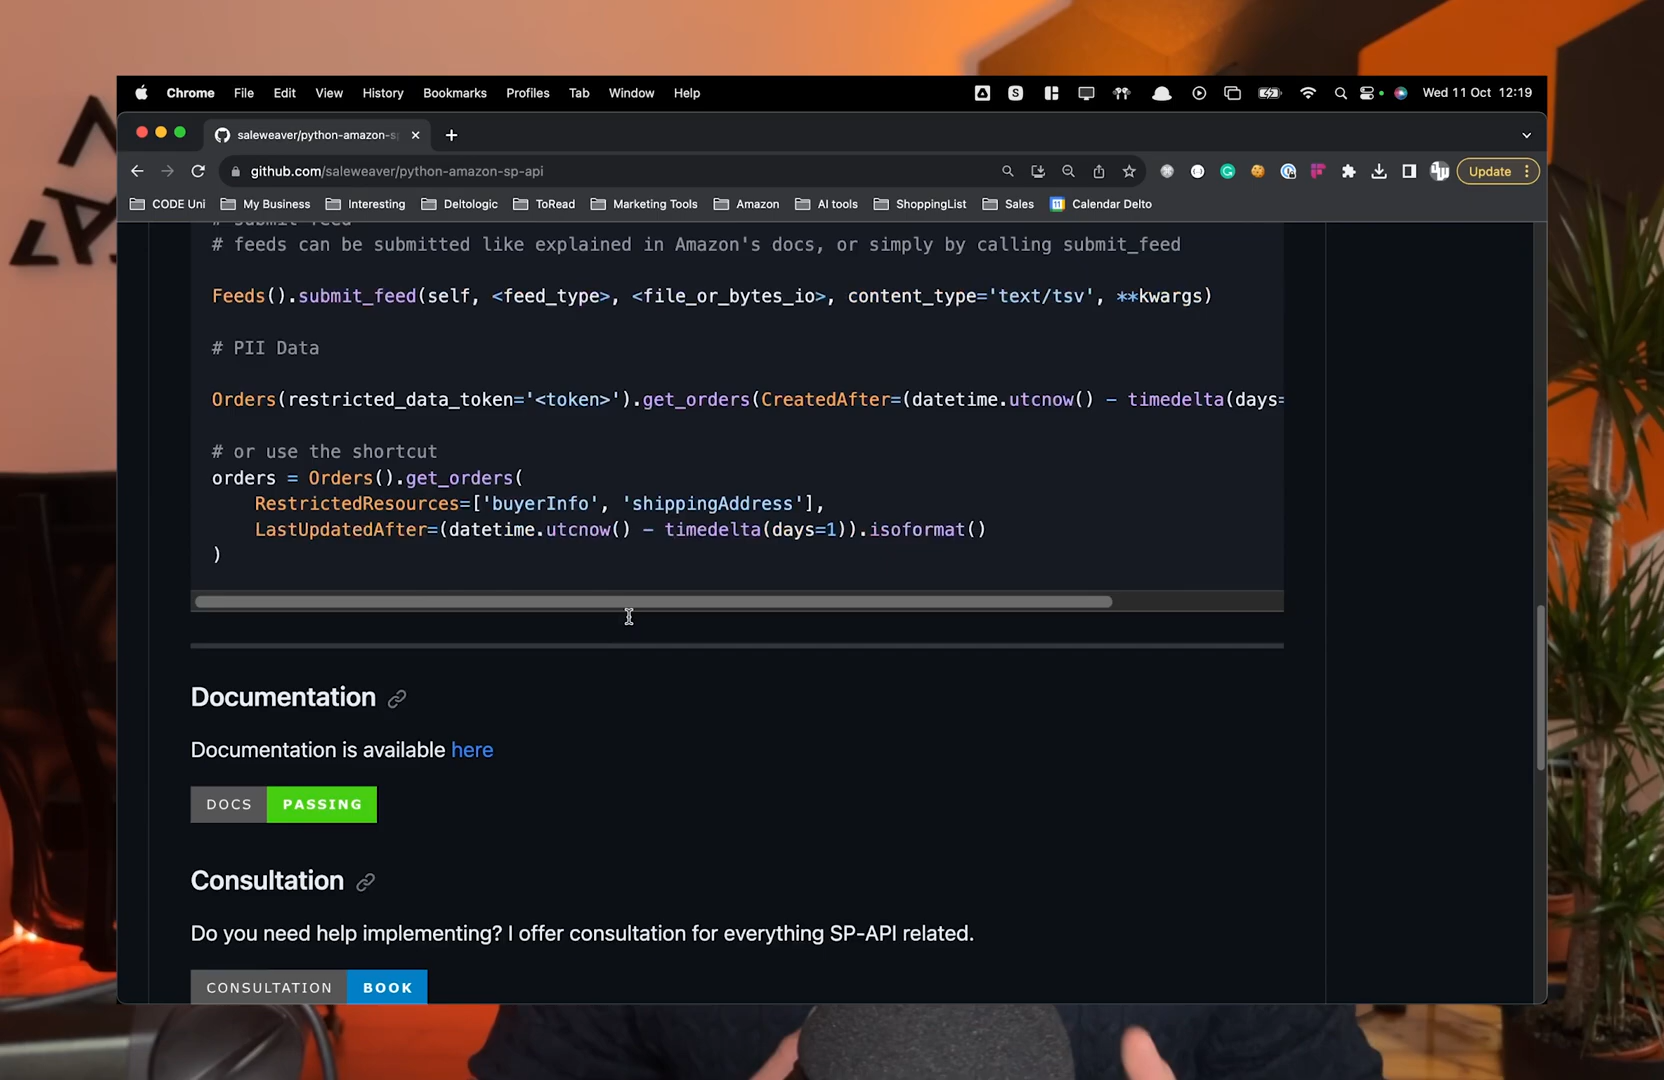 Chrome File Edit View History Bookmarks Profiles Tab Window Help Wed 11 Oct 12:19
saleweaver/python-amazon-s
github.com/saleweaver/python-amazon-sp-api
Update
CODE Uni My Business Interesting Deltologic ToRead Marketing Tools Amazon AI tools ShoppingList Sales Calendar Delto
# submit feed
# feeds can be submitted like explained in Amazon's docs, or simply by calling submit_feed
Feeds().submit_feed(self, <feed_type>, <file_or_bytes_io>, content_type='text/tsv', **kwargs)
# PII Data
Orders(restricted_data_token='<token>').get_orders(CreatedAfter=(datetime.utcnow() - timedelta(days=
# or use the shortcut
orders = Orders().get_orders(
RestrictedResources=['buyerInfo', 'shippingAddress'],
LastUpdatedAfter=(datetime.utcnow() - timedelta(days=1)).isoformat()
)
Documentation
Documentation is available here
DOCS PASSING
Consultation
Do you need help implementing? I offer consultation for everything SP-API related.
CONSULTATION BOOK